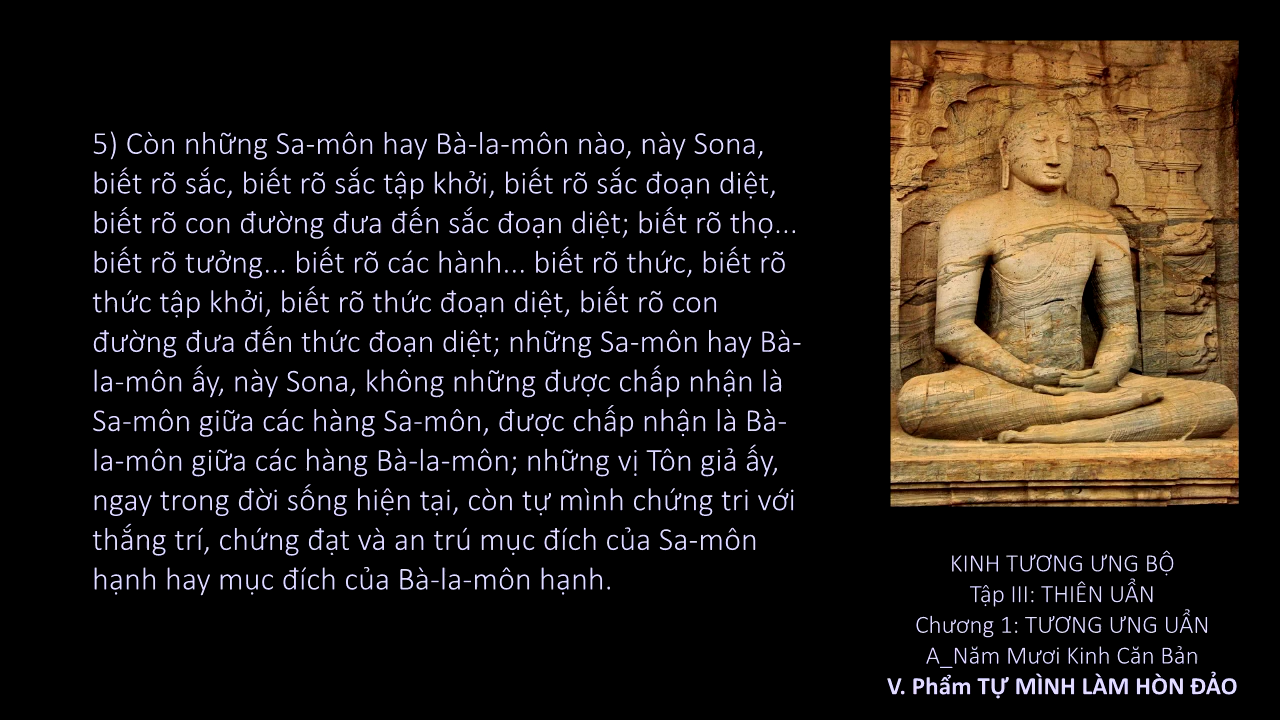 5) Còn những Sa-môn hay Bà-la-môn nào, này Sona,
biết rõ sắc, biết rõ sắc tập khởi, biết rõ sắc đoạn diệt,
biết rõ con đường đưa đến sắc đoạn diệt; biết rõ thọ...
biết rõ tưởng... biết rõ các hành... biết rõ thức, biết rõ
thức tập khởi, biết rõ thức đoạn diệt, biết rõ con
đường đưa đến thức đoạn diệt; những Sa-môn hay Bà-
la-môn ấy, này Sona, không những được chấp nhận là
Sa-môn giữa các hàng Sa-môn, được chấp nhận là Bà-
la-môn giữa các hàng Bà-la-môn; những vị Tôn giả ấy,
ngay trong đời sống hiện tại, còn tự mình chứng tri với
thắng trí, chứng đạt và an trú mục đích của Sa-môn
hạnh hay mục đích của Bà-la-môn hạnh.
KINH TƯƠNG ƯNG BỘ
Tập III: THIÊN UẨN
Chương 1: TƯƠNG ƯNG UẨN
A_Năm Mươi Kinh Căn Bản
V. Phẩm TỰ MÌNH LÀM HÒN ĐẢO